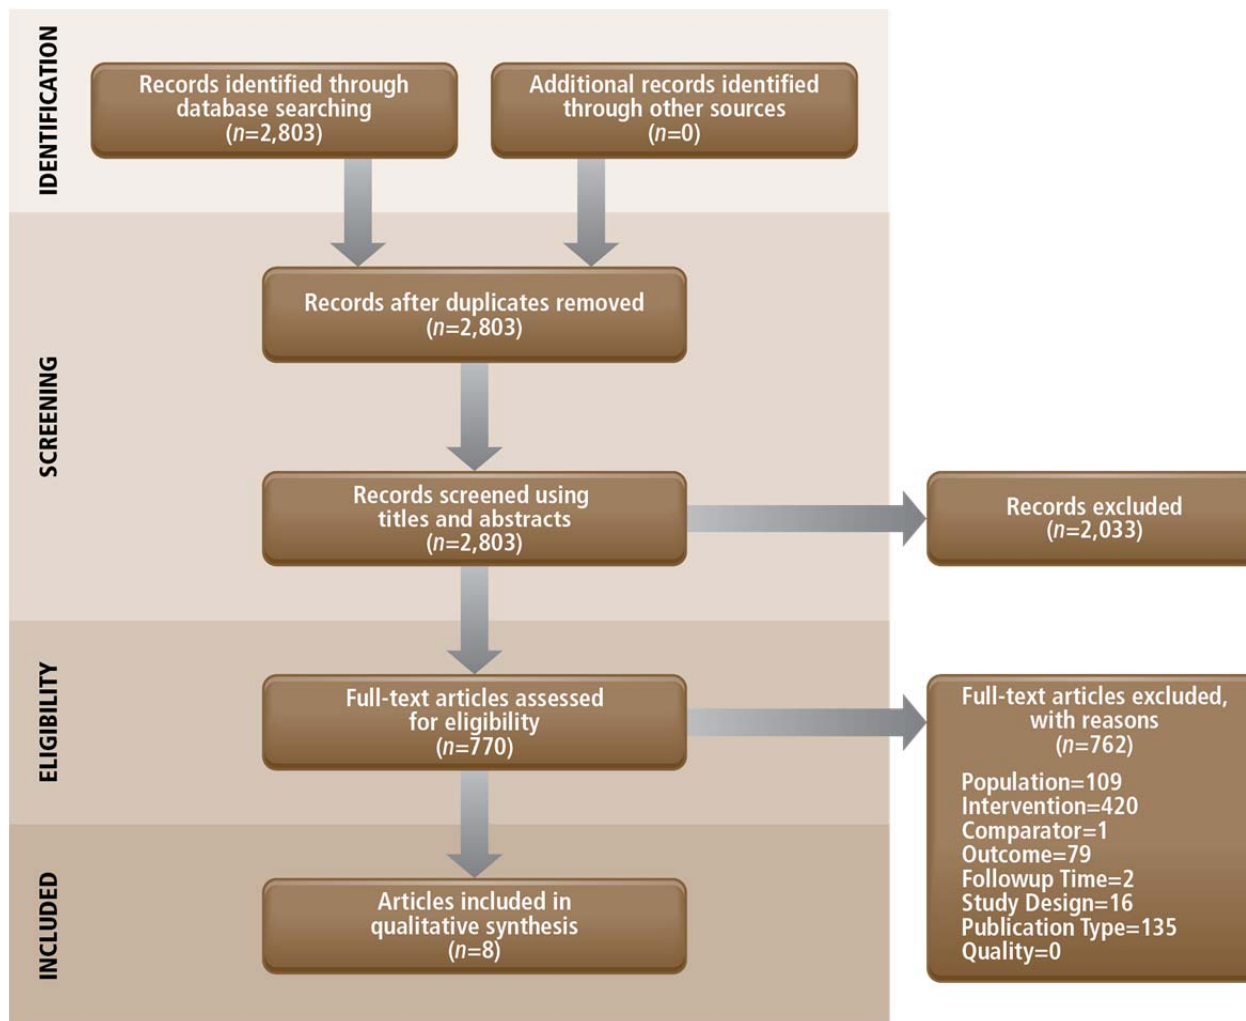 IDENTIFICATION
Records identified through
database searching
(n=2,803)
Additional records identified
through other sources
(n=0)
SCREENING
Records after duplicates removed
(n=2,803)
Records screened using
titles and abstracts
(n=2,803)
Records excluded
(n=2,033)
ELIGIBILITY
Full-text articles assessed
for eligibility
(n=770)
Full-text articles excluded,
with reasons
(n=762)
Population=109
Intervention=420
Comparator=1
Outcome=79
Followup Time=2
Study Design=16
Publication Type=135
Quality=0
INCLUDED
Articles included in
qualitative synthesis
(n=8)